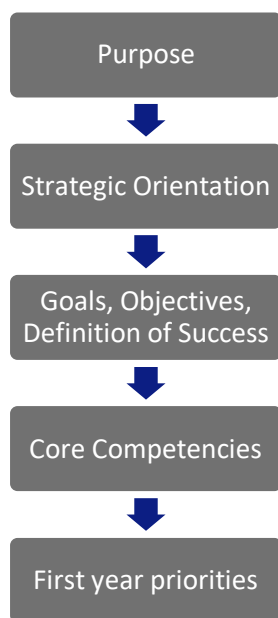 Purpose
Strategic Orientation
Goals, Objectives,
Definition of Success
Core Competencies
First year priorities